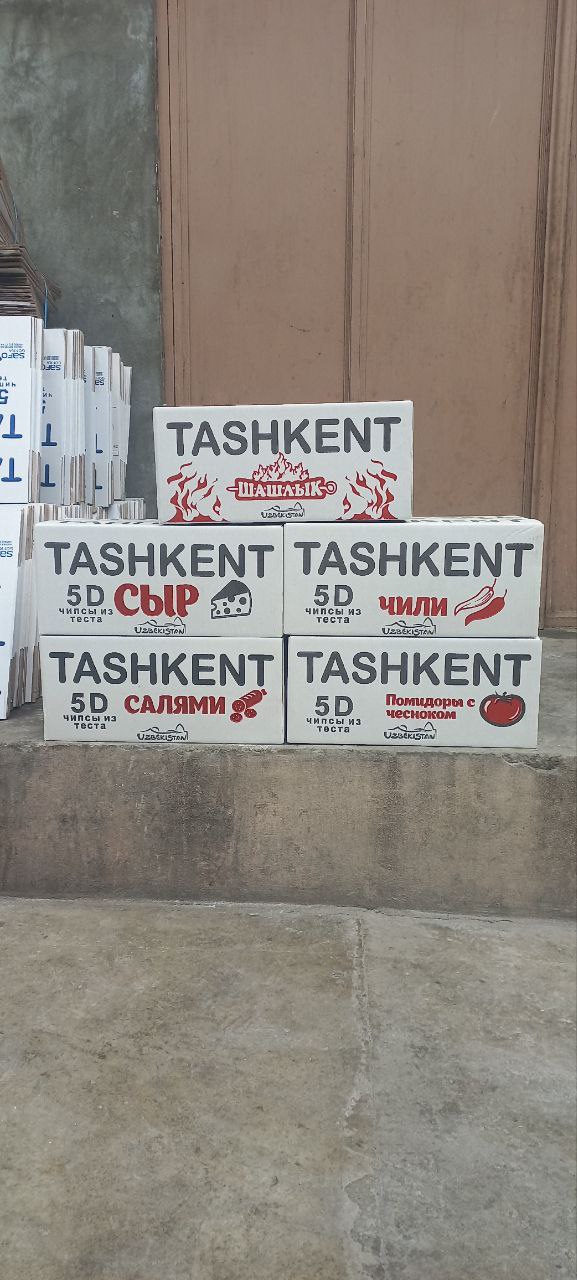 TASHKENT
ШАШЛЫК
UZBEKISTAN
TASHKENT
5D СЫР
ЧИПСЫ ИЗ
ТЕСТА
UZBEKISTAN
TASHKENT
5D ЧИЛИ
ЧИПСЫ ИЗ
ТЕСТА
UZBEKISTAN
TASHKENT
5D САЛЯМИ
ЧИПСЫ ИЗ
ТЕСТА
UZBEKISTAN
TASHKENT
5D Помидоры с
чесноком
ЧИПСЫ ИЗ
ТЕСТА
UZBEKISTAN